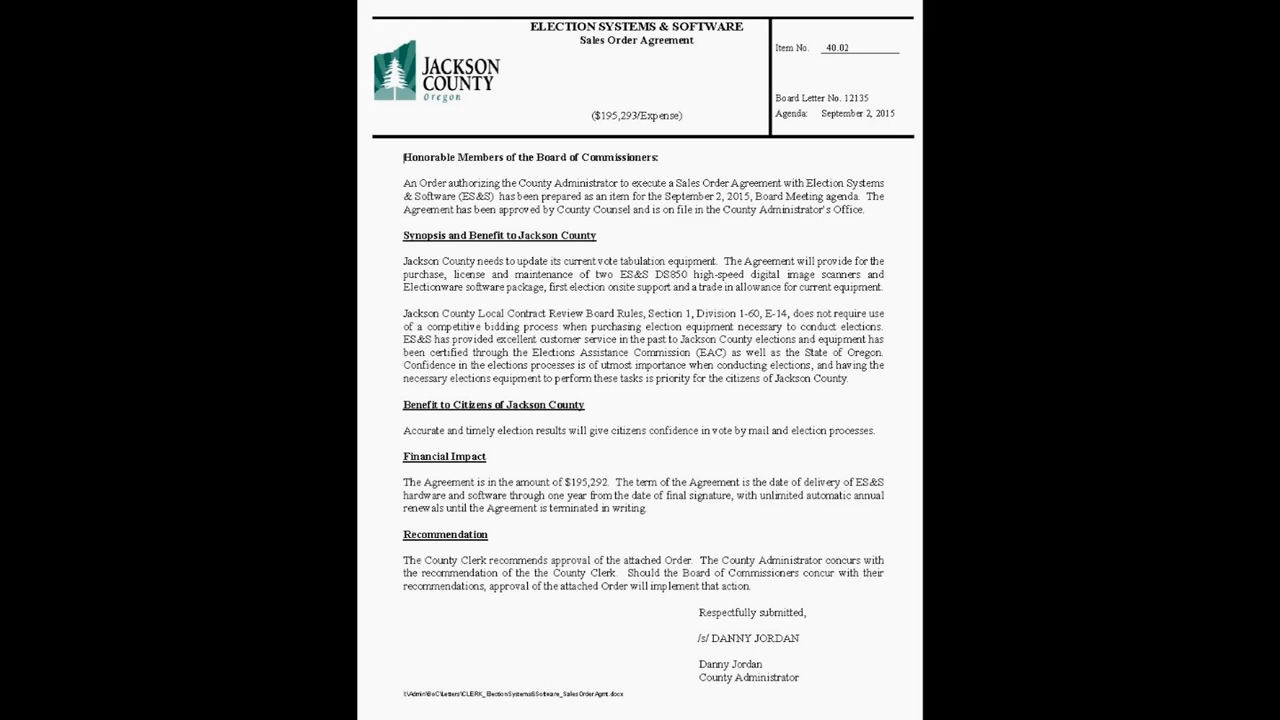 ELECTION SYSTEMS & SOFTWARE
Sales Order Agreement
JACKSON
COUNTY
Oregon
($195,293/Expense)
Item No. 40.02
Board Letter No. 12135
Agenda: September 2, 2015
Honorable Members of the Board of Commissioners:
An Order authorizing the County Administrator to execute a Sales Order Agreement with Election Systems
& Software (ES&S) has been prepared as an item for the September 2, 2015, Board Meeting agenda. The
Agreement has been approved by County Counsel and is on file in the County Administrator's Office.
Synopsis and Benefit to Jackson County
Jackson County needs to update its current vote tabulation equipment. The Agreement will provide for the
purchase, license and maintenance of two ES&S DS850 high-speed digital image scanners and
Electionware software package, first election onsite support and a trade in allowance for current equipment.
Jackson County Local Contract Review Board Rules, Section 1, Division 1-60, E-14, does not require use
of a competitive bidding process when purchasing election equipment necessary to conduct elections.
ES&S has provided excellent customer service in the past to Jackson County elections and equipment has
been certified through the Elections Assistance Commission (EAC) as well as the State of Oregon.
Confidence in the elections processes is of utmost importance when conducting elections, and having the
necessary elections equipment to perform these tasks is priority for the citizens of Jackson County.
Benefit to Citizens of Jackson County
Accurate and timely election results will give citizens confidence in vote by mail and election processes.
Financial Impact
The Agreement is in the amount of $195,292. The term of the Agreement is the date of delivery of ES&S
hardware and software through one year from the date of final signature, with unlimited automatic annual
renewals until the Agreement is terminated in writing.
Recommendation
The County Clerk recommends approval of the attached Order. The County Administrator concurs with
the recommendation of the the County Clerk. Should the Board of Commissioners concur with their
recommendations, approval of the attached Order will implement that action.
Respectfully submitted,
/s/ DANNY JORDAN
Danny Jordan
County Administrator
I:\Admin\BoC\Letters\CLERK_ElectionSystems&Software_SalesOrderAgmt.docx